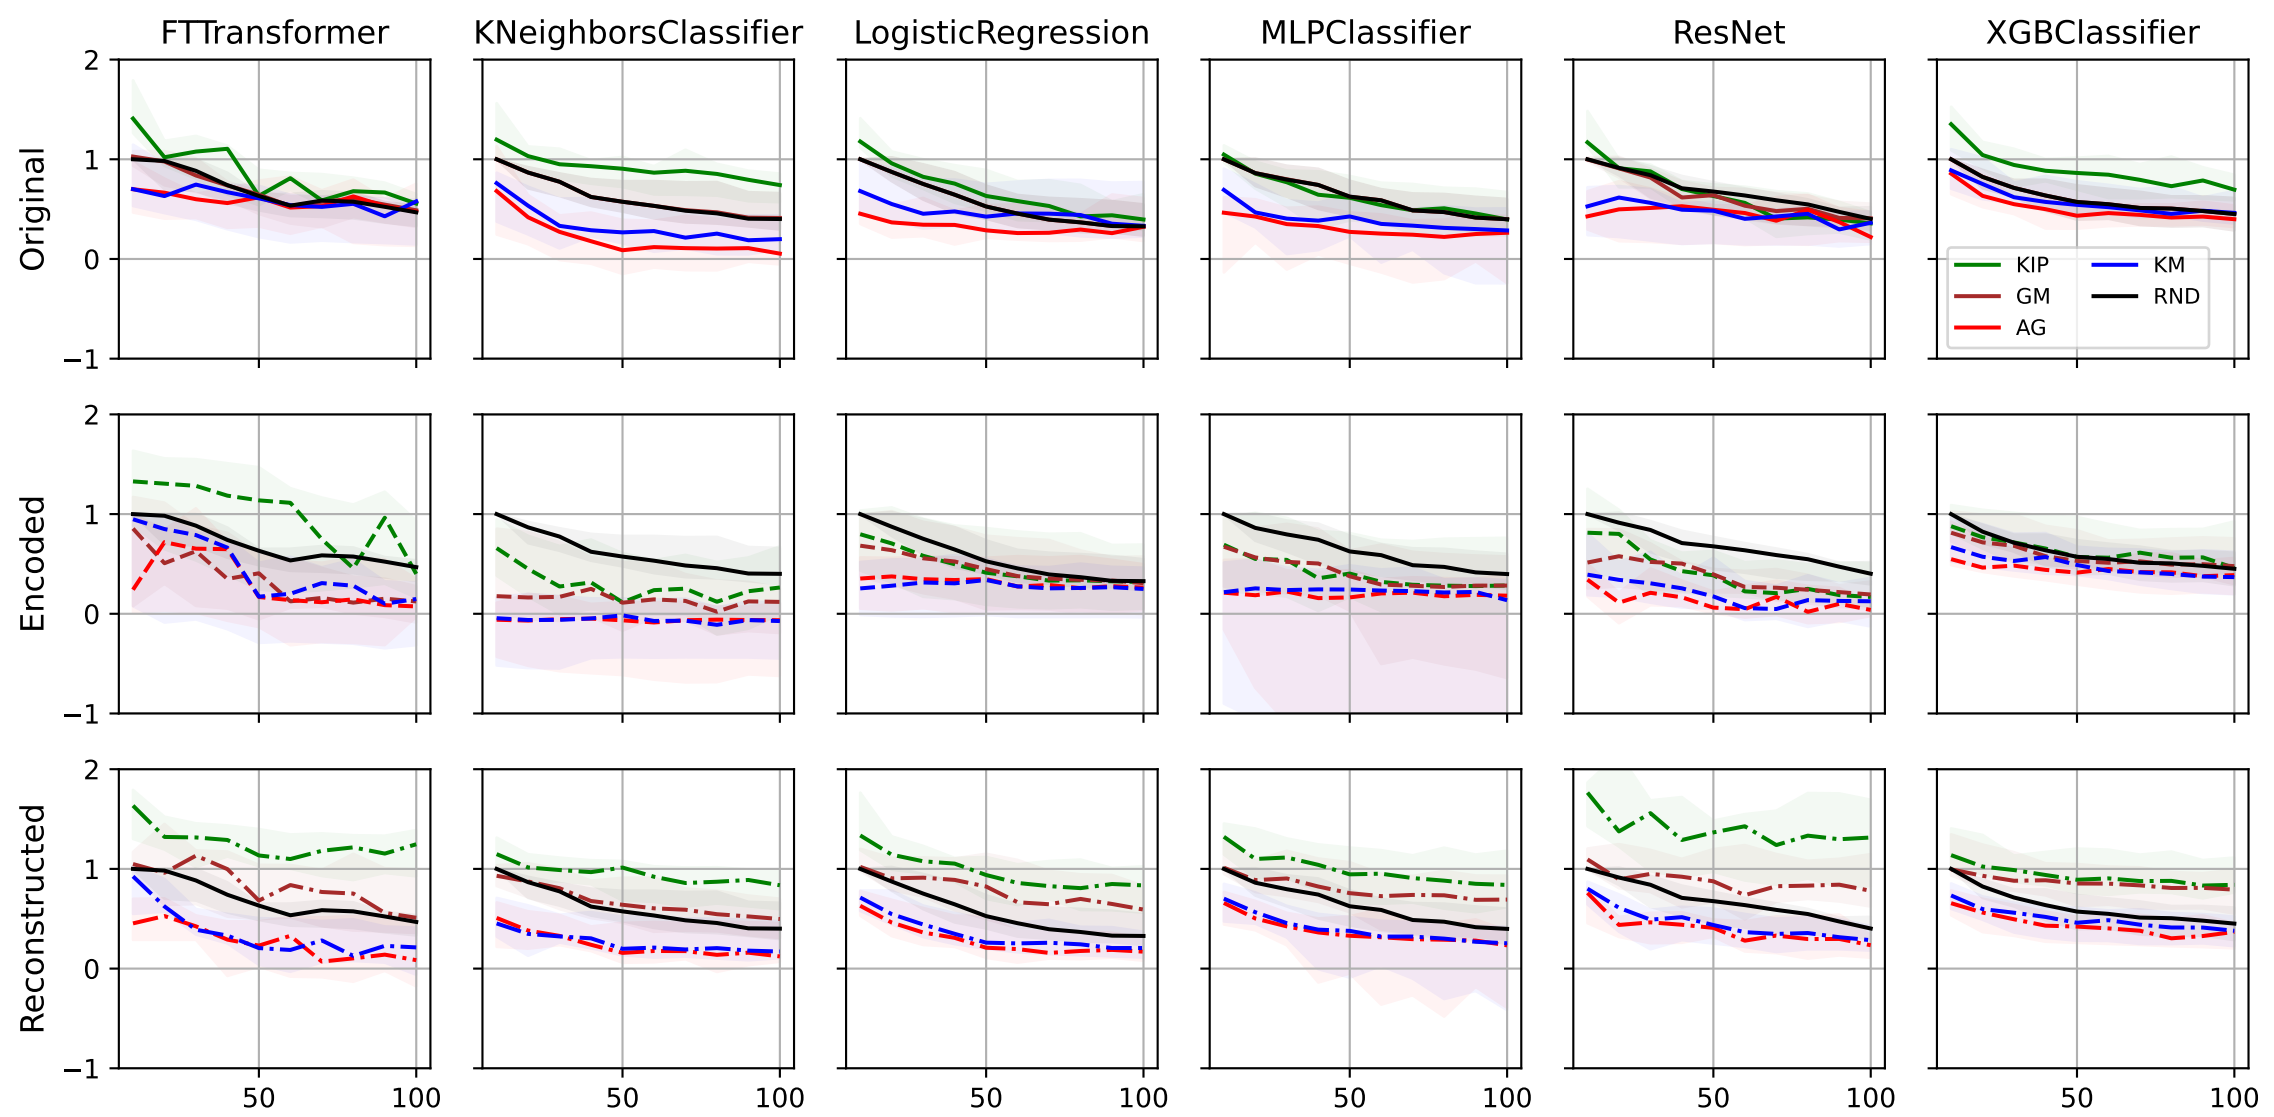 FTTransformer KNeighborsClassifier LogisticRegression MLPClassifier ResNet XGBClassifier
Original
2
1
0
−1
KIP KM
GM RND
AG
Encoded
2
1
0
−1
Reconstructed
2
1
0
−1
50 100 50 100 50 100 50 100 50 100 50 100